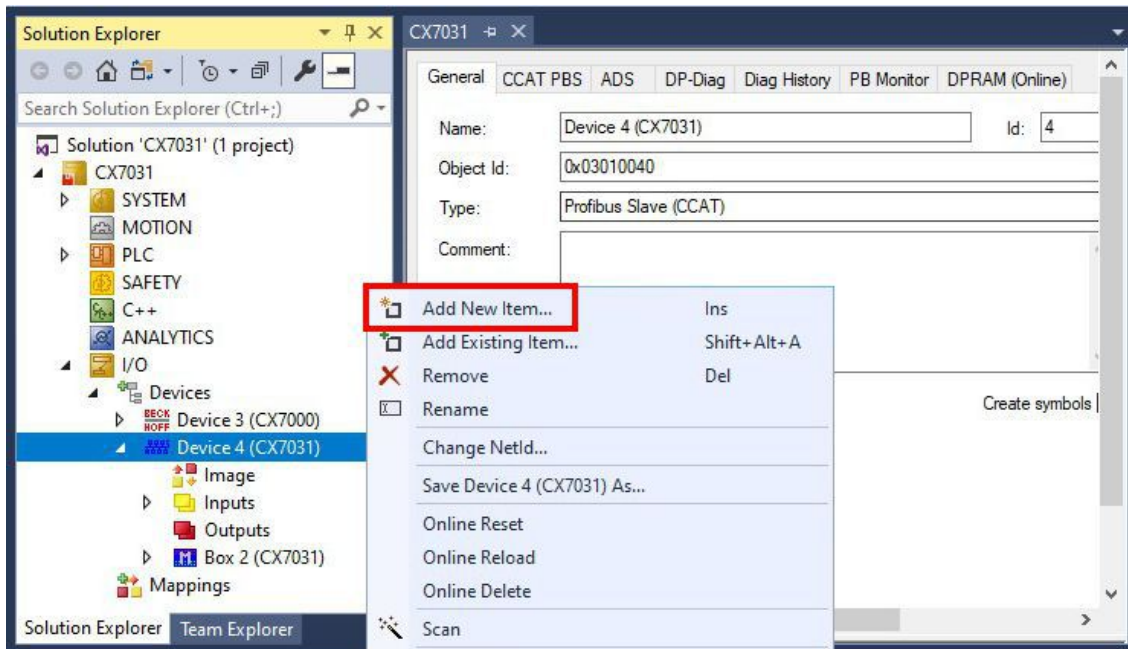 Solution Explorer
Search Solution Explorer (Ctrl+;)
Solution 'CX7031' (1 project)
CX7031
SYSTEM
MOTION
PLC
SAFETY
C++
ANALYTICS
I/O
Devices
BECKHOFF Device 3 (CX7000)
Device 4 (CX7031)
Image
Inputs
Outputs
Box 2 (CX7031)
Mappings
Solution Explorer Team Explorer
CX7031
General CCAT PBS ADS DP-Diag Diag History PB Monitor DPRAM (Online)
Name: Device 4 (CX7031) Id: 4
Object Id: 0x03010040
Type: Profibus Slave (CCAT)
Comment:
Create symbols
Add New Item... Ins
Add Existing Item... Shift+Alt+A
Remove Del
Rename
Change NetId...
Save Device 4 (CX7031) As...
Online Reset
Online Reload
Online Delete
Scan